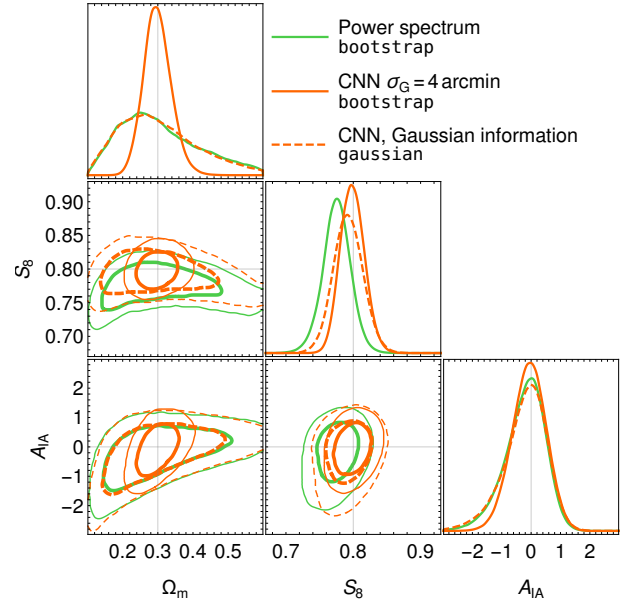 Power spectrum
bootstrap
CNN σG = 4 arcmin
bootstrap
CNN, Gaussian information
gaussian
0.90
0.85
0.80
0.75
0.70
S8
2
1
0
−1
−2
AIA
0.2 0.3 0.4 0.5
0.7 0.8 0.9
−2 −1 0 1 2
Ωm
S8
AIA